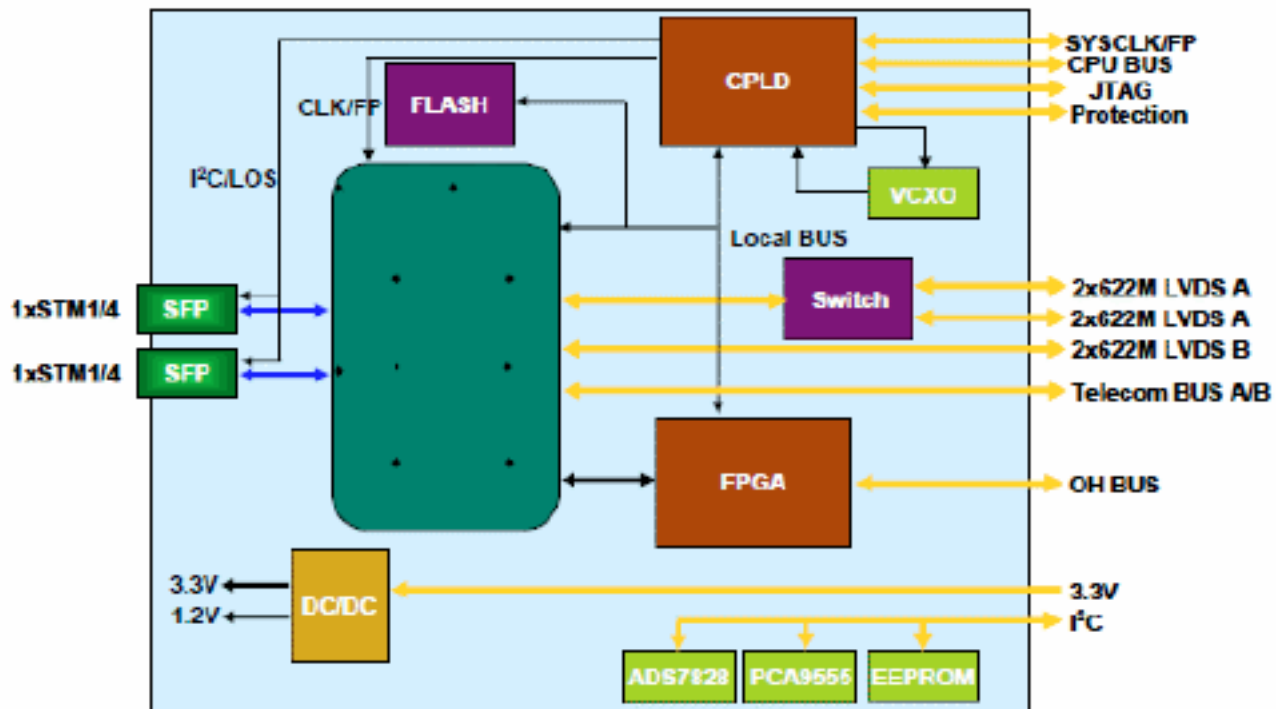 SYSCLK/FP
CPU BUS
JTAG
Protection
CPLD
FLASH
CLK/FP
I²C/LOS
VCXO
Local BUS
1xSTM1/4
SFP
Switch
2x622M LVDS A
2x622M LVDS A
1xSTM1/4
SFP
2x622M LVDS B
Telecom BUS A/B
FPGA
OH BUS
3.3V
1.2V
DC/DC
3.3V
I²C
ADS7828
PCA9555
EEPROM